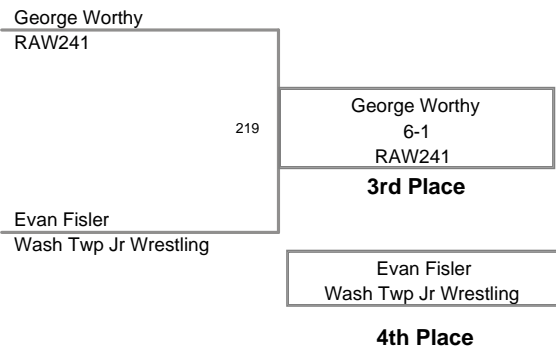 George Worthy
RAW241
219
George Worthy
6-1
RAW241
3rd Place
Evan Fisler
Wash Twp Jr Wrestling
Evan Fisler
Wash Twp Jr Wrestling
4th Place